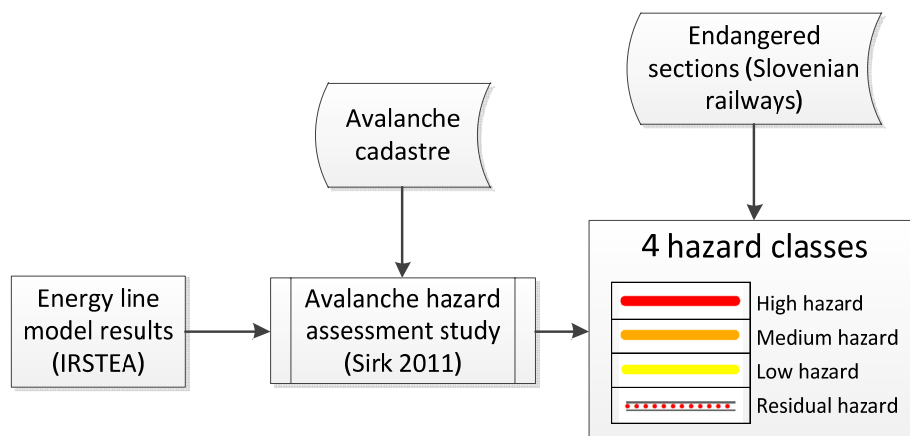 Endangered
sections (Slovenian
railways)
Avalanche
cadastre
Energy line
model results
(IRSTEA)
Avalanche hazard
assessment study
(Sirk 2011)
4 hazard classes
High hazard
Medium hazard
Low hazard
Residual hazard